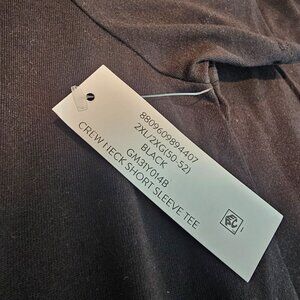 8809609894407
2XL/2XG(50-52)
BLACK
GM31Y014B
CREW NECK SHORT SLEEVE TEE